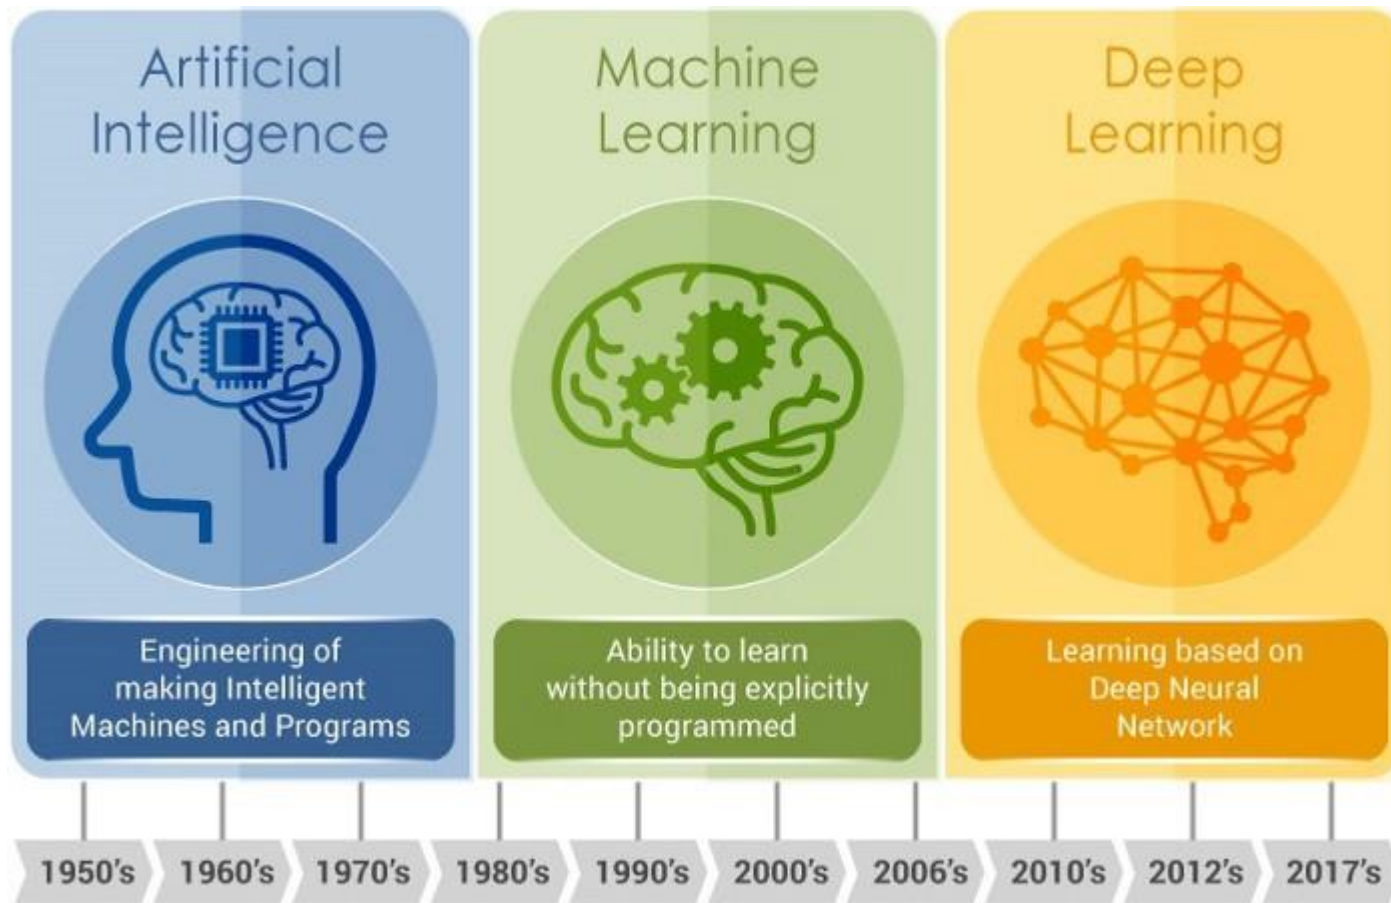 Artificial
Intelligence
Machine
Learning
Deep
Learning
Engineering of
making Intelligent
Machines and Programs
Ability to learn
without being explicitly
programmed
Learning based on
Deep Neural
Network
1950's
1960's
1970's
1980's
1990's
2000's
2006's
2010's
2012's
2017's